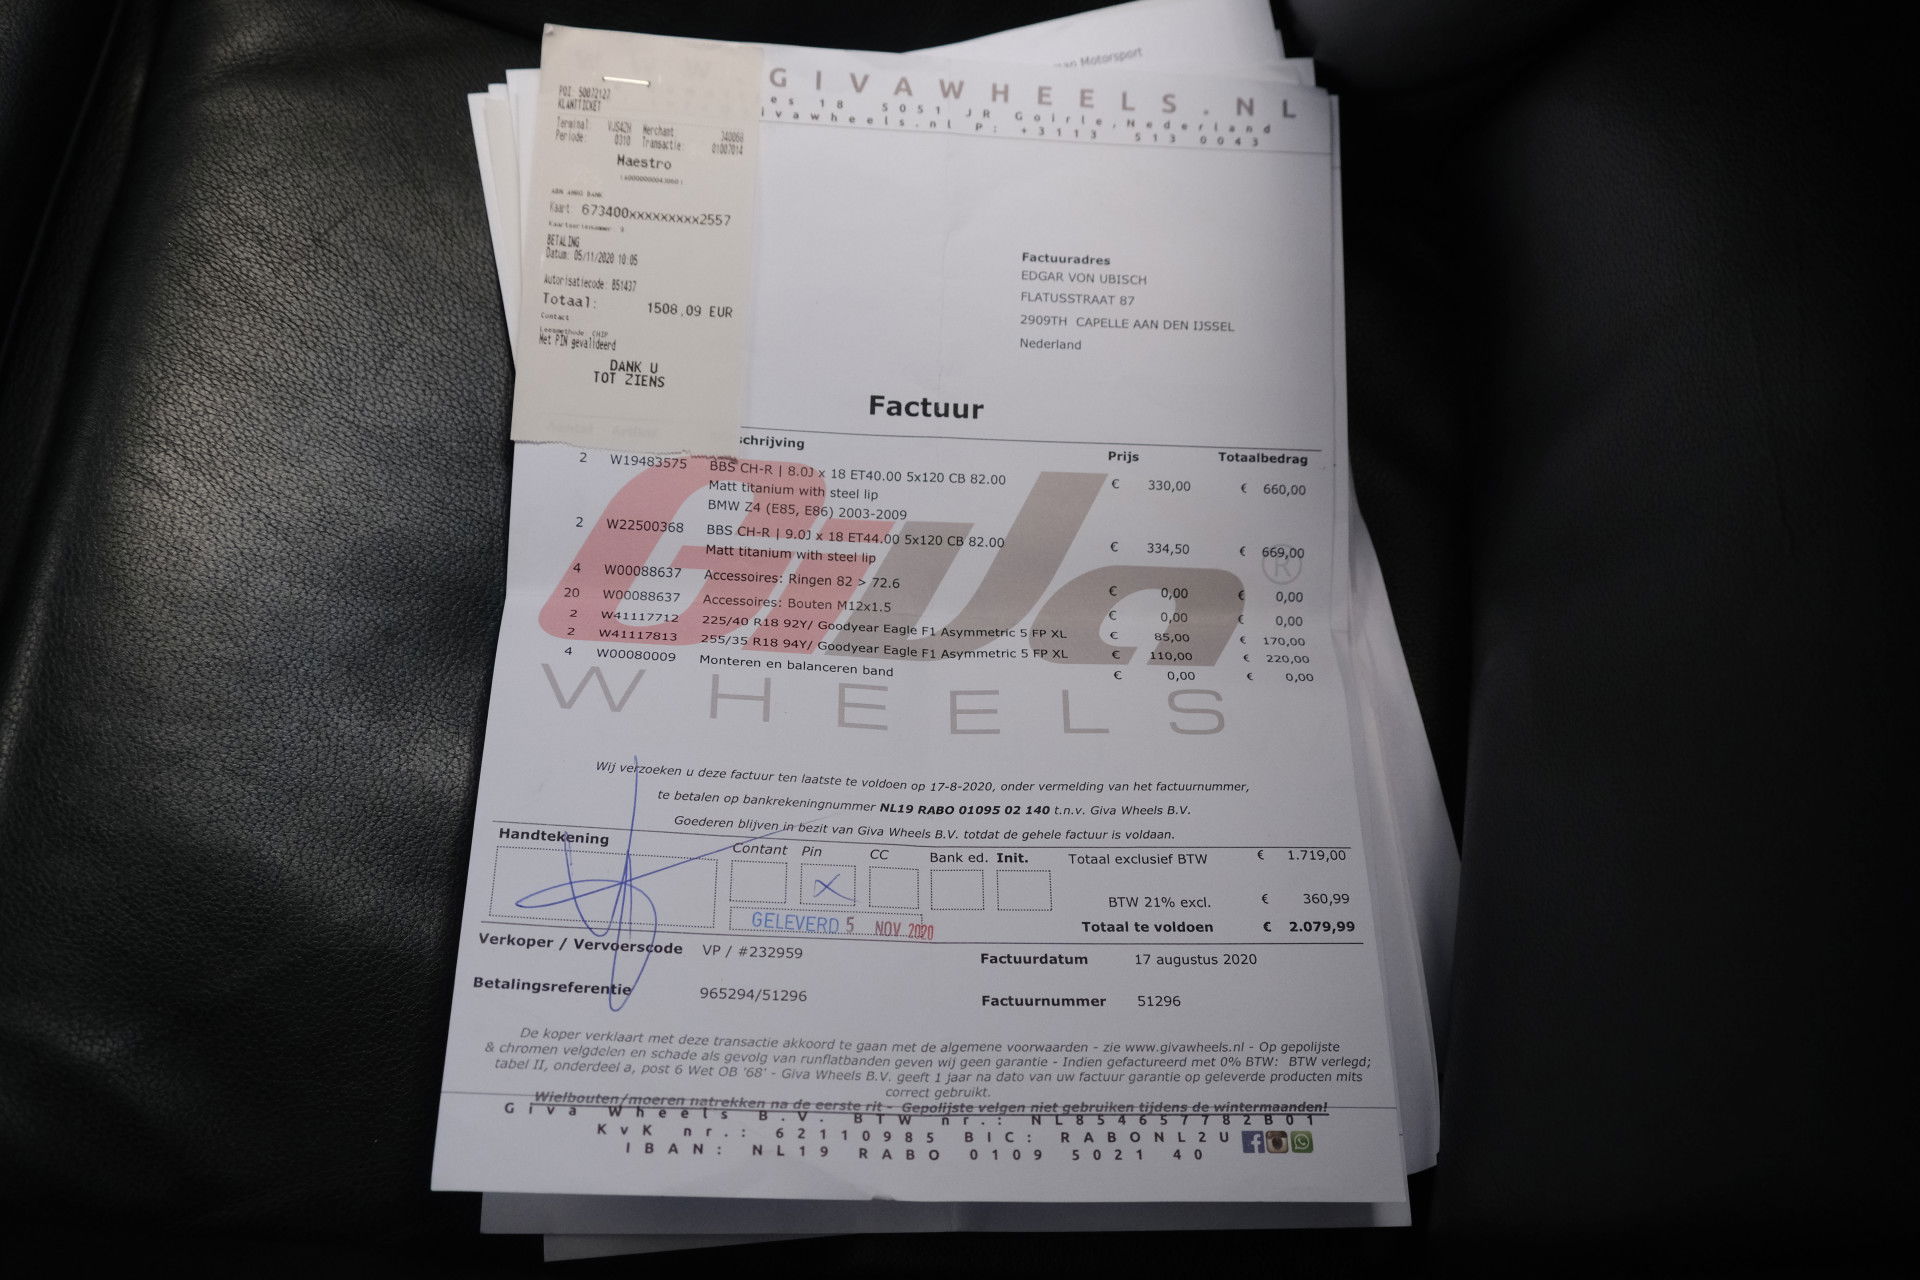 Motorsport
GIVAWHEELS.NL
es 18 5051 JR Goirle, Nederland
ivawheels.nl P: +3113 513 0043
POI: 50072127
KLANTTICKET
Terminal: VJS4ZH Merchant: 340068
Periode: 0310 Transactie: 01007014
Maestro
(A0000000043060)
ABN AMRO BANK
Kaart: 673400xxxxxxxxx2557
BETALING
Datum: 05/11/2020 10:05
Autorisatiecode: 851437
Totaal: 1508,09 EUR
Contact
Leesmethode CHIP
Met PIN gevalideerd
DANK U
TOT ZIENS
Factuuradres
EDGAR VON UBISCH
FLATUSSTRAAT 87
2909TH CAPELLE AAN DEN IJSSEL
Nederland
Factuur
schrijving Prijs Totaalbedrag
2 W19483575 BBS CH-R | 8.0J x 18 ET40.00 5x120 CB 82.00 € 330,00 € 660,00
Matt titanium with steel lip
BMW Z4 (E85, E86) 2003-2009
2 W22500368 BBS CH-R | 9.0J x 18 ET44.00 5x120 CB 82.00 € 334,50 € 669,00
Matt titanium with steel lip
4 W00088637 Accessoires: Ringen 82 > 72.6 € 0,00 € 0,00
20 W00088637 Accessoires: Bouten M12x1.5 € 0,00 € 0,00
2 W41117712 225/40 R18 92Y/ Goodyear Eagle F1 Asymmetric 5 FP XL € 85,00 € 170,00
2 W41117813 255/35 R18 94Y/ Goodyear Eagle F1 Asymmetric 5 FP XL € 110,00 € 220,00
4 W00080009 Monteren en balanceren band € 0,00 € 0,00
GiVa ®
WHEELS
Wij verzoeken u deze factuur ten laatste te voldoen op 17-8-2020, onder vermelding van het factuurnummer,
te betalen op bankrekeningnummer NL19 RABO 01095 02 140 t.n.v. Giva Wheels B.V.
Goederen blijven in bezit van Giva Wheels B.V. totdat de gehele factuur is voldaan.
Handtekening Contant Pin CC Bank ed. Init. Totaal exclusief BTW € 1.719,00
BTW 21% excl. € 360,99
GELEVERD 5 NOV. 2020 Totaal te voldoen € 2.079,99
Verkoper / Vervoerscode VP / #232959 Factuurdatum 17 augustus 2020
Betalingsreferentie 965294/51296 Factuurnummer 51296
De koper verklaart met deze transactie akkoord te gaan met de algemene voorwaarden - zie www.givawheels.nl - Op gepolijste
& chromen velgdelen en schade als gevolg van runflatbanden geven wij geen garantie - Indien gefactureerd met 0% BTW: BTW verlegd;
tabel II, onderdeel a, post 6 Wet OB '68' - Giva Wheels B.V. geeft 1 jaar na dato van uw factuur garantie op geleverde producten mits
correct gebruikt.
Wielbouten/moeren natrekken na de eerste rit - Gepolijste velgen niet gebruiken tijdens de wintermaanden!
Giva Wheels B.V. BTW nr.: NL854657782B01
KvK nr.: 62110985 BIC: RABONL2U
IBAN: NL19 RABO 0109 5021 40